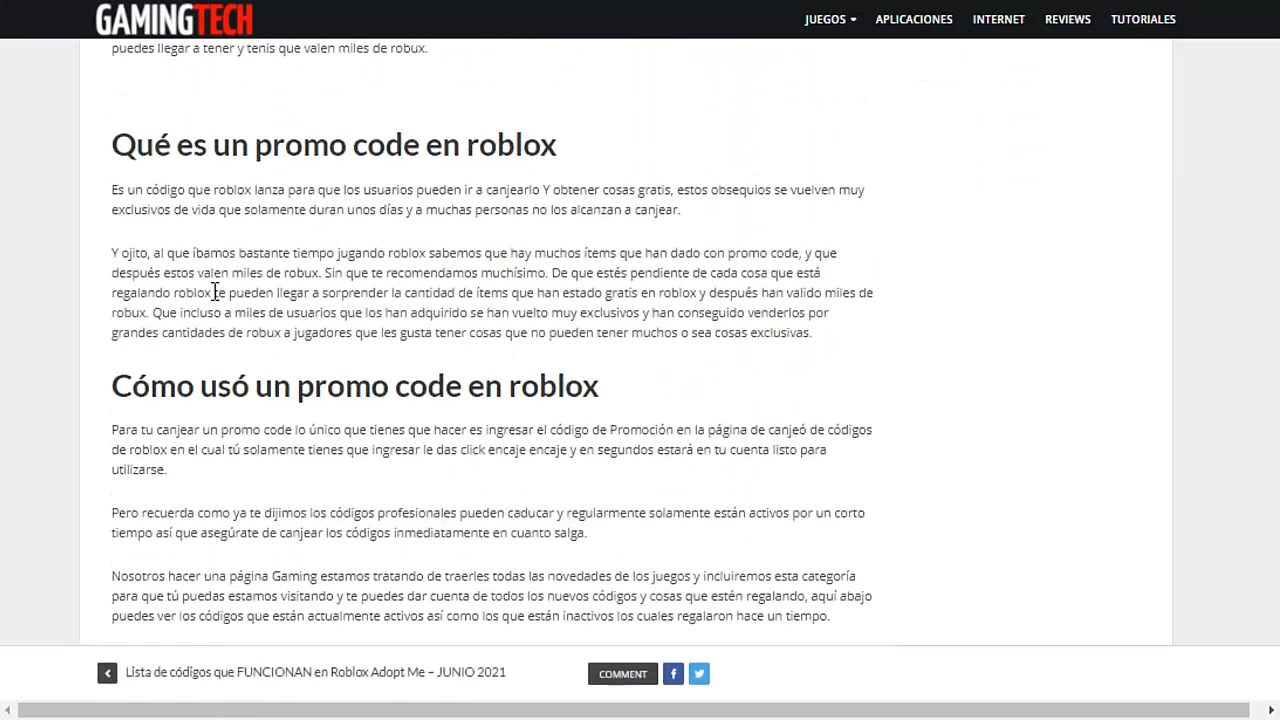 GAMINGTECH
JUEGOS APLICACIONES INTERNET REVIEWS TUTORIALES
puedes llegar a tener y tenis que valen miles de robux.
Qué es un promo code en roblox
Es un código que roblox lanza para que los usuarios pueden ir a canjearlo Y obtener cosas gratis, estos obsequios se vuelven muy
exclusivos de vida que solamente duran unos días y a muchas personas no los alcanzan a canjear.
Y ojito, al que íbamos bastante tiempo jugando roblox sabemos que hay muchos ítems que han dado con promo code, y que
después estos valen miles de robux. Sin que te recomendamos muchísimo. De que estés pendiente de cada cosa que está
regalando roblox te pueden llegar a sorprender la cantidad de ítems que han estado gratis en roblox y después han valido miles de
robux. Que incluso a miles de usuarios que los han adquirido se han vuelto muy exclusivos y han conseguido venderlos por
grandes cantidades de robux a jugadores que les gusta tener cosas que no pueden tener muchos o sea cosas exclusivas.
Cómo usó un promo code en roblox
Para tu canjear un promo code lo único que tienes que hacer es ingresar el código de Promoción en la página de canjeó de códigos
de roblox en el cual tú solamente tienes que ingresar le das click encaje encaje y en segundos estará en tu cuenta listo para
utilizarse.
Pero recuerda como ya te dijimos los códigos profesionales pueden caducar y regularmente solamente están activos por un corto
tiempo así que asegúrate de canjear los códigos inmediatamente en cuanto salga.
Nosotros hacer una página Gaming estamos tratando de traerles todas las novedades de los juegos y incluiremos esta categoría
para que tú puedas estamos visitando y te puedes dar cuenta de todos los nuevos códigos y cosas que estén regalando, aquí abajo
puedes ver los códigos que están actualmente activos así como los que están inactivos los cuales regalaron hace un tiempo.
Lista de códigos que FUNCIONAN en Roblox Adopt Me – JUNIO 2021
COMMENT